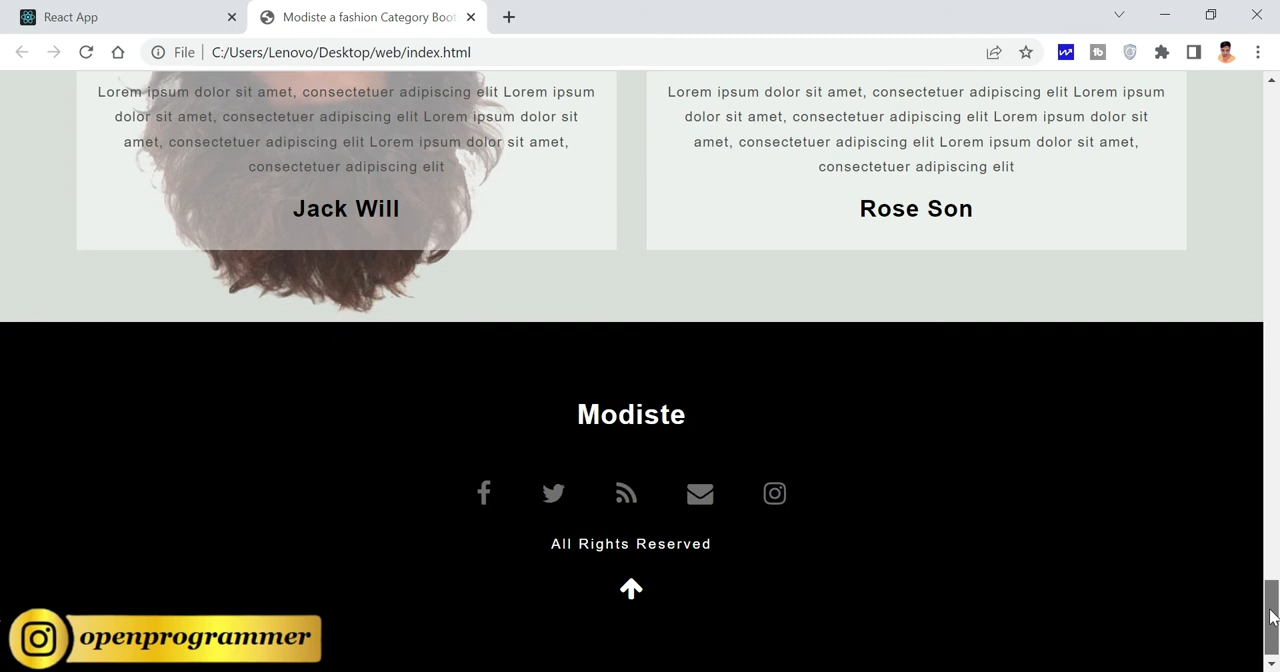 React App
Modiste a fashion Category Boot
File
C:/Users/Lenovo/Desktop/web/index.html
Lorem ipsum dolor sit amet, consectetuer adipiscing elit Lorem ipsum
dolor sit amet, consectetuer adipiscing elit Lorem ipsum dolor sit
amet, consectetuer adipiscing elit Lorem ipsum dolor sit amet,
consectetuer adipiscing elit
Jack Will
Lorem ipsum dolor sit amet, consectetuer adipiscing elit Lorem ipsum
dolor sit amet, consectetuer adipiscing elit Lorem ipsum dolor sit
amet, consectetuer adipiscing elit Lorem ipsum dolor sit amet,
consectetuer adipiscing elit
Rose Son
Modiste
All Rights Reserved
openprogrammer